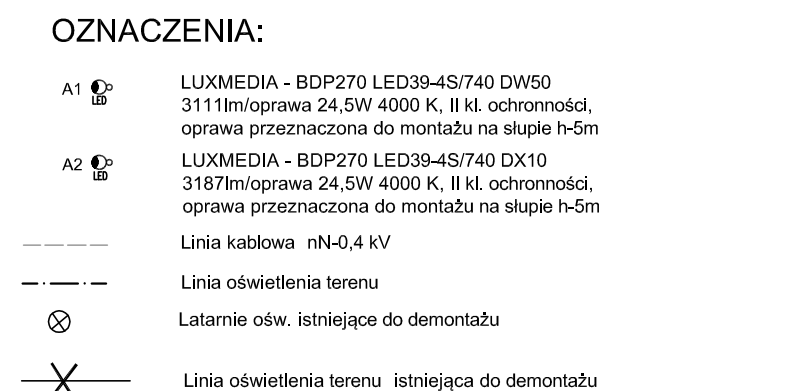 OZNACZENIA:
A1 LED LUXMEDIA - BDP270 LED39-4S/740 DW50
3111lm/oprawa 24,5W 4000 K, II kl. ochronności,
oprawa przeznaczona do montażu na słupie h-5m
A2 LED LUXMEDIA - BDP270 LED39-4S/740 DX10
3187lm/oprawa 24,5W 4000 K, II kl. ochronności,
oprawa przeznaczona do montażu na słupie h-5m
Linia kablowa nN-0,4 kV
Linia oświetlenia terenu
Latarnie ośw. istniejące do demontażu
Linia oświetlenia terenu istniejąca do demontażu